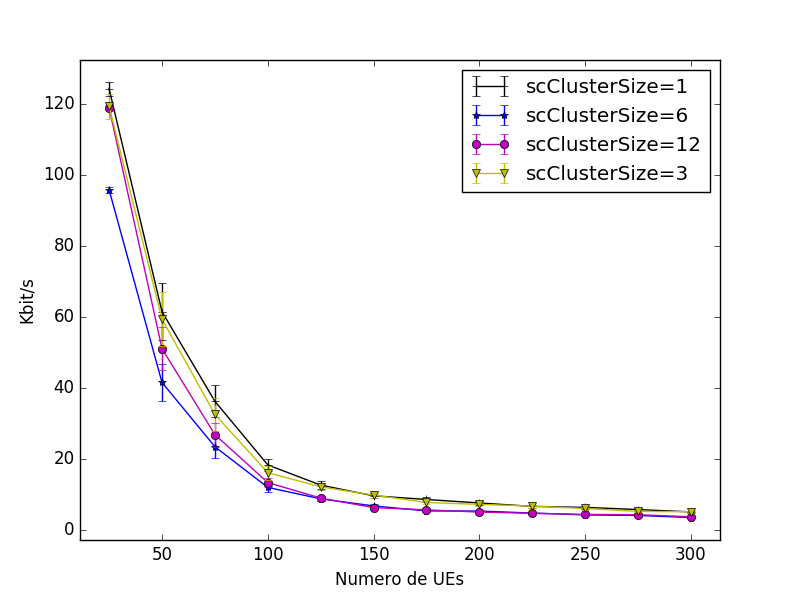 scClusterSize=1
scClusterSize=6
scClusterSize=12
scClusterSize=3
120
100
80
60
40
20
0
Kbit/s
50 100 150 200 250 300
Numero de UEs